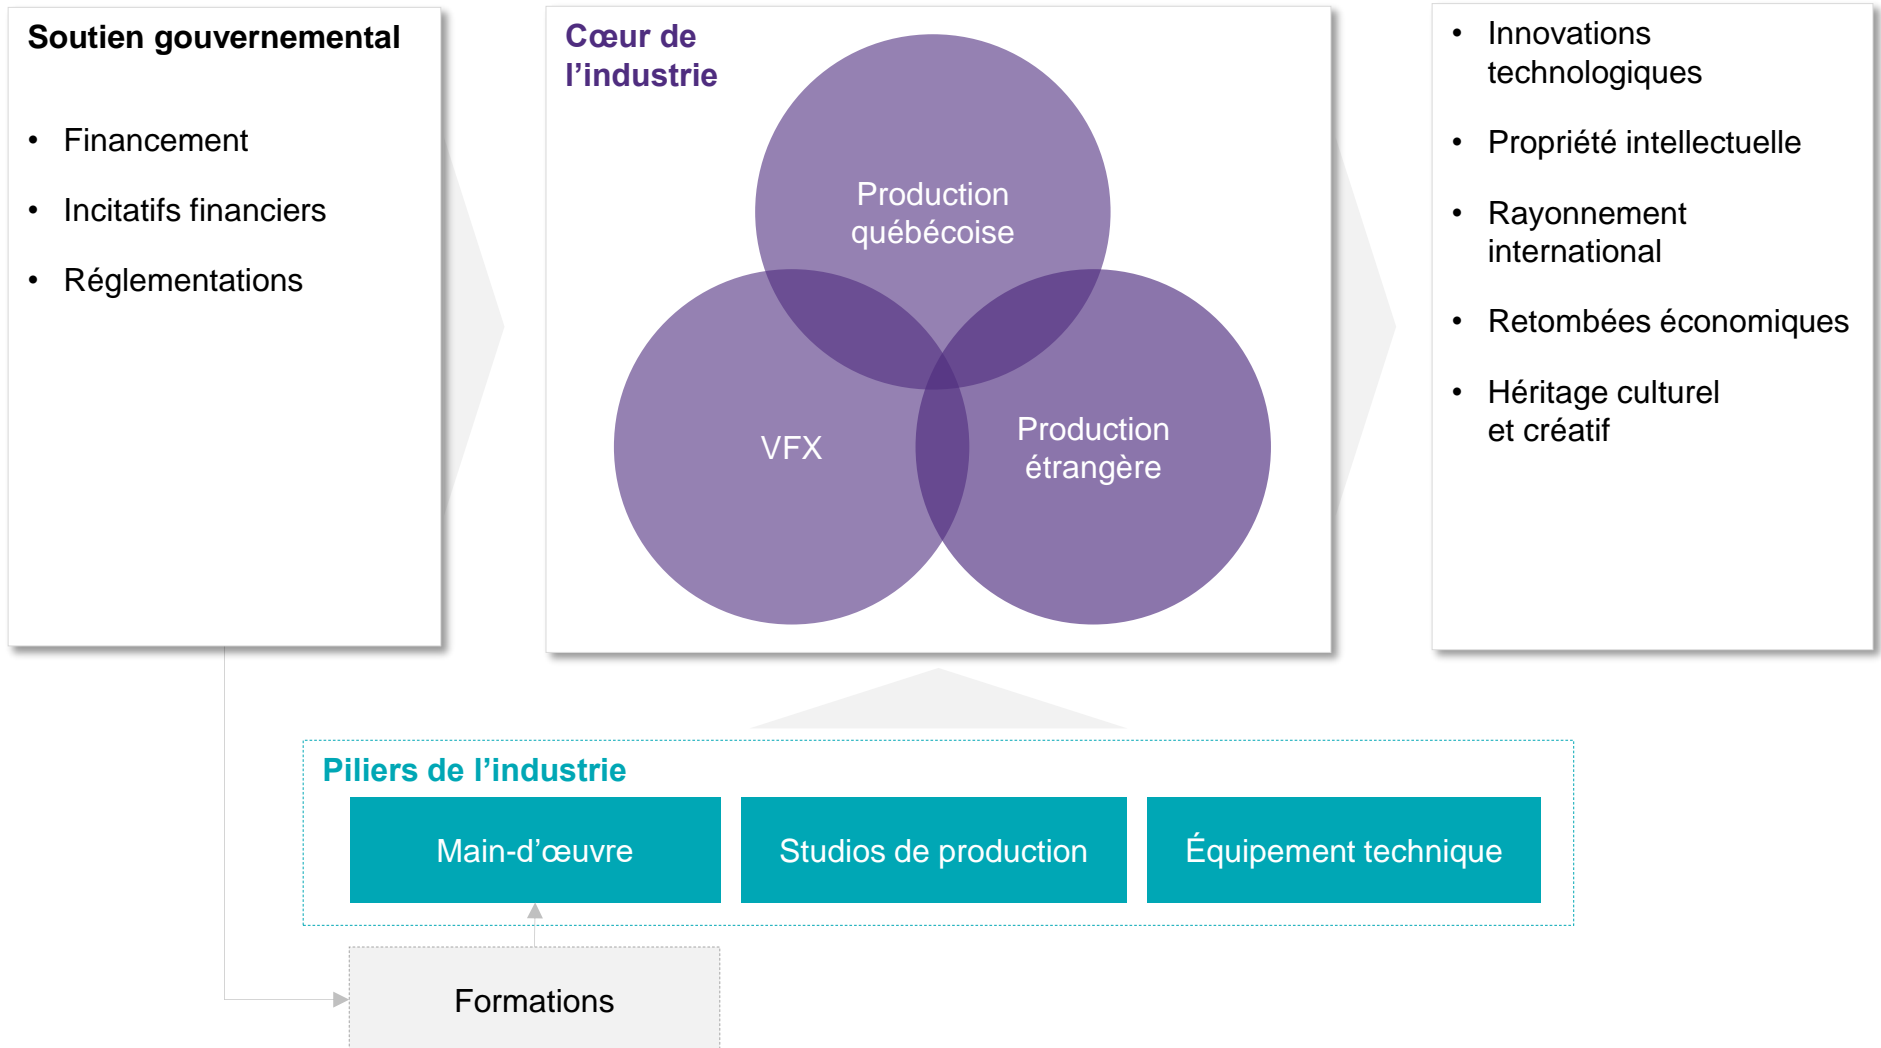 Soutien gouvernemental
• Financement
• Incitatifs financiers
• Réglementations
Cœur de
l’industrie
Production
québécoise
VFX
Production
étrangère
• Innovations
technologiques
• Propriété intellectuelle
• Rayonnement
international
• Retombées économiques
• Héritage culturel
et créatif
Piliers de l’industrie
Main-d’œuvre
Studios de production
Équipement technique
Formations